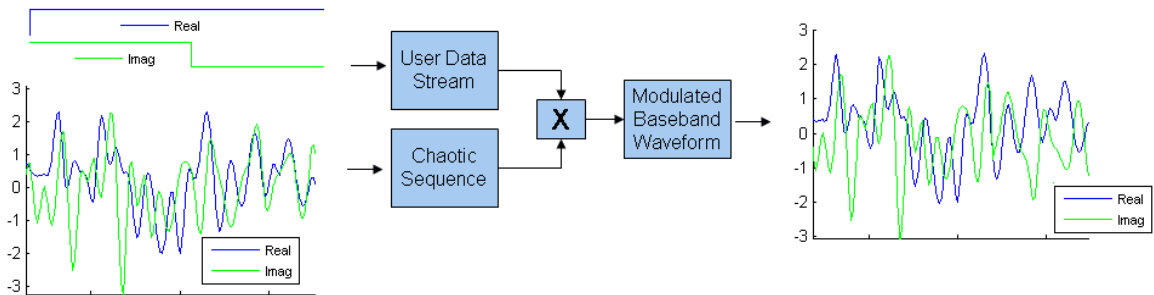 Real
Imag
3
2
1
0
-1
-2
-3
Real
Imag
User Data
Stream
Chaotic
Sequence
X
Modulated
Baseband
Waveform
3
2
1
0
-1
-2
-3
Real
Imag